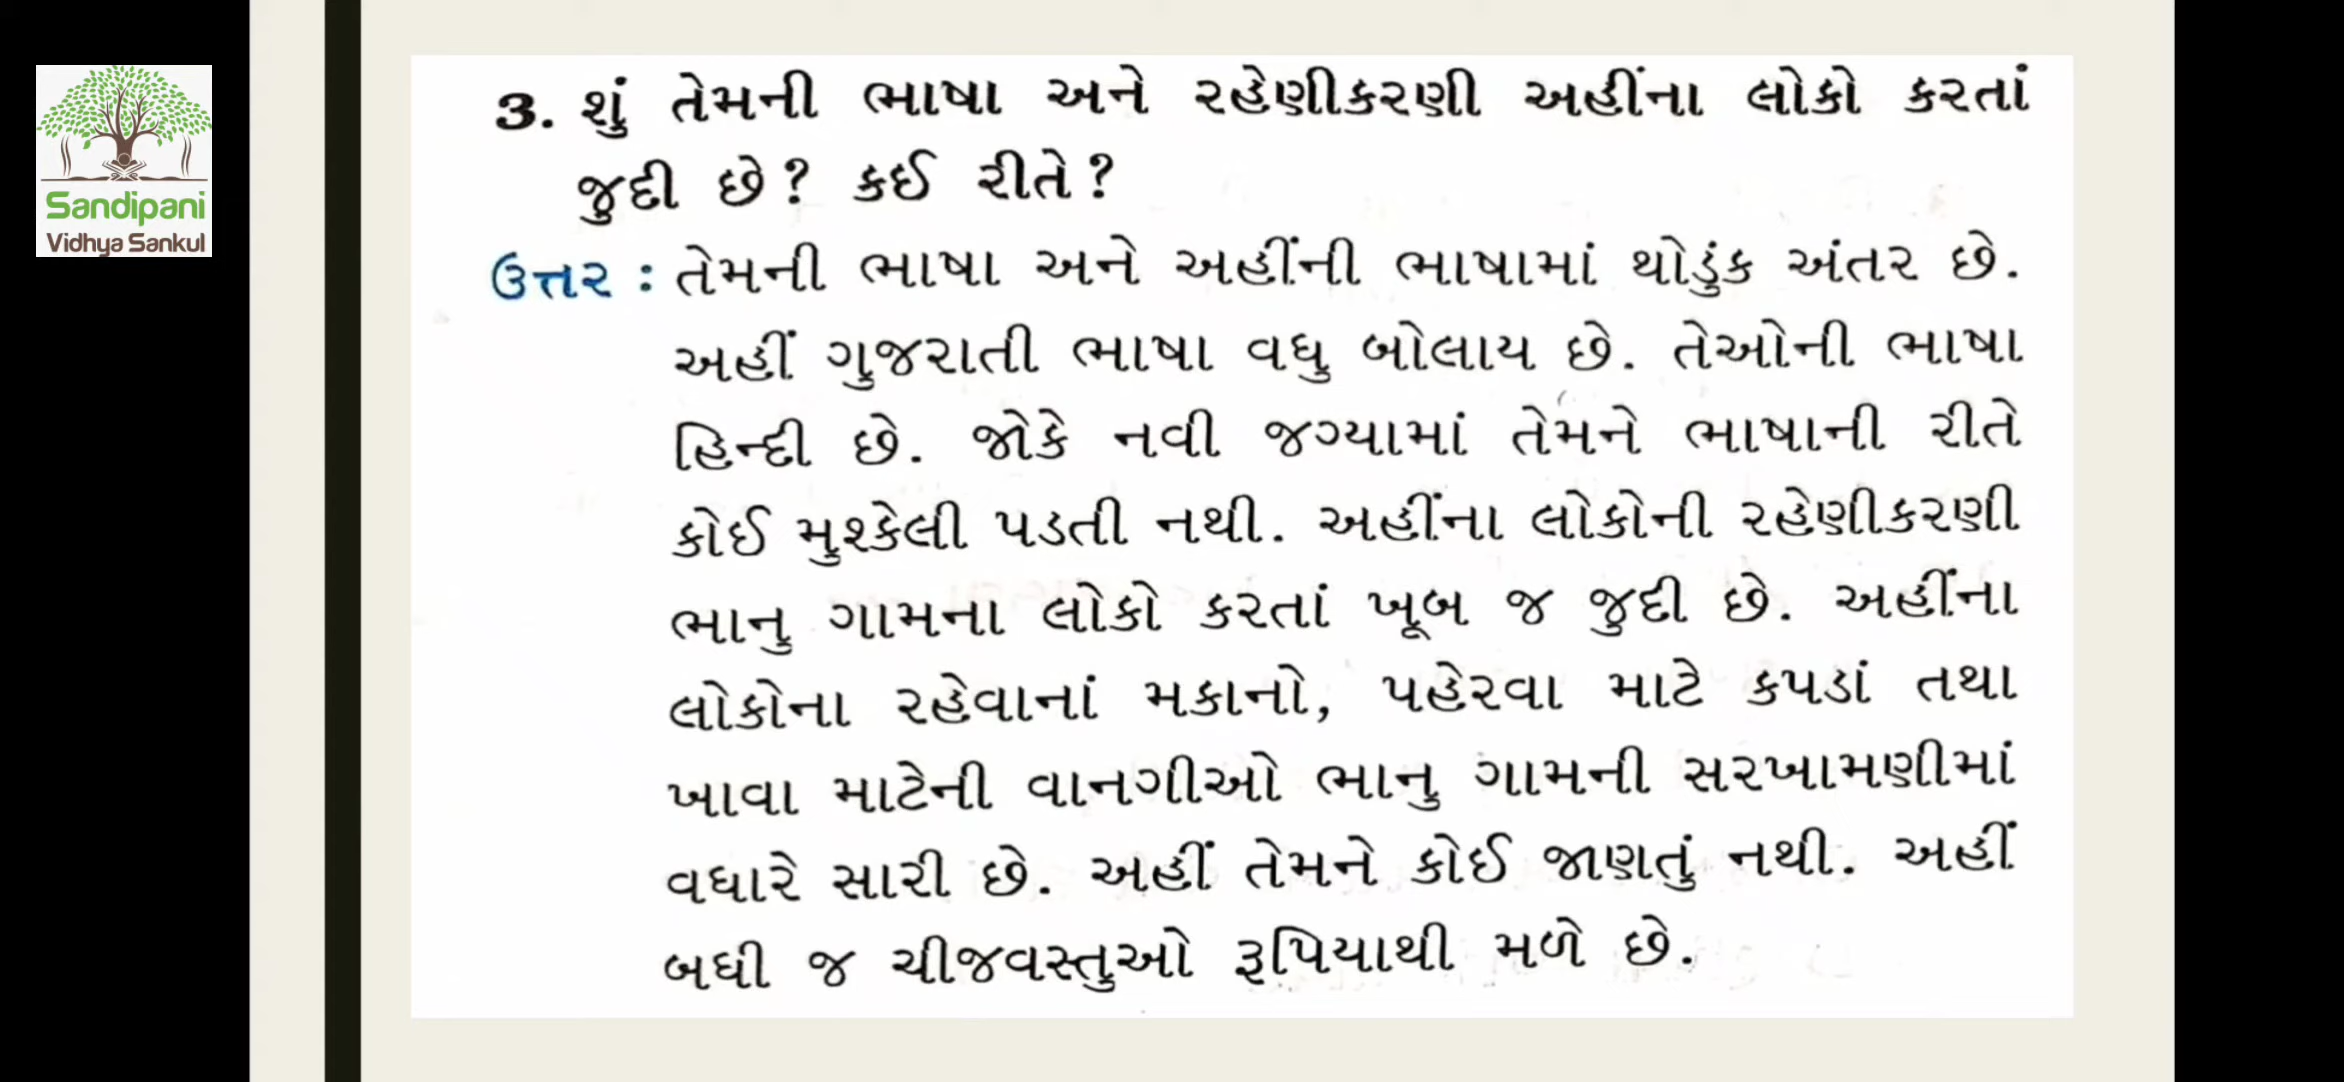 Sandipani
Vidhya Sankul
3. શું તેમની ભાષા અને રહેણીકરણી અહીંના લોકો કરતાં
જુદી છે? કઈ રીતે?
ઉત્તર : તેમની ભાષા અને અહીંની ભાષામાં થોડુંક અંતર છે.
અહીં ગુજરાતી ભાષા વધુ બોલાય છે. તેઓની ભાષા
હિન્દી છે. જોકે નવી જગ્યામાં તેમને ભાષાની રીતે
કોઈ મુશ્કેલી પડતી નથી. અહીંના લોકોની રહેણીકરણી
ભાનુ ગામના લોકો કરતાં ખૂબ જ જુદી છે. અહીંના
લોકોના રહેવાનાં મકાનો, પહેરવા માટે કપડાં તથા
ખાવા માટેની વાનગીઓ ભાનુ ગામની સરખામણીમાં
વધારે સારી છે. અહીં તેમને કોઈ જાણતું નથી. અહીં
બધી જ ચીજવસ્તુઓ રૂપિયાથી મળે છે.